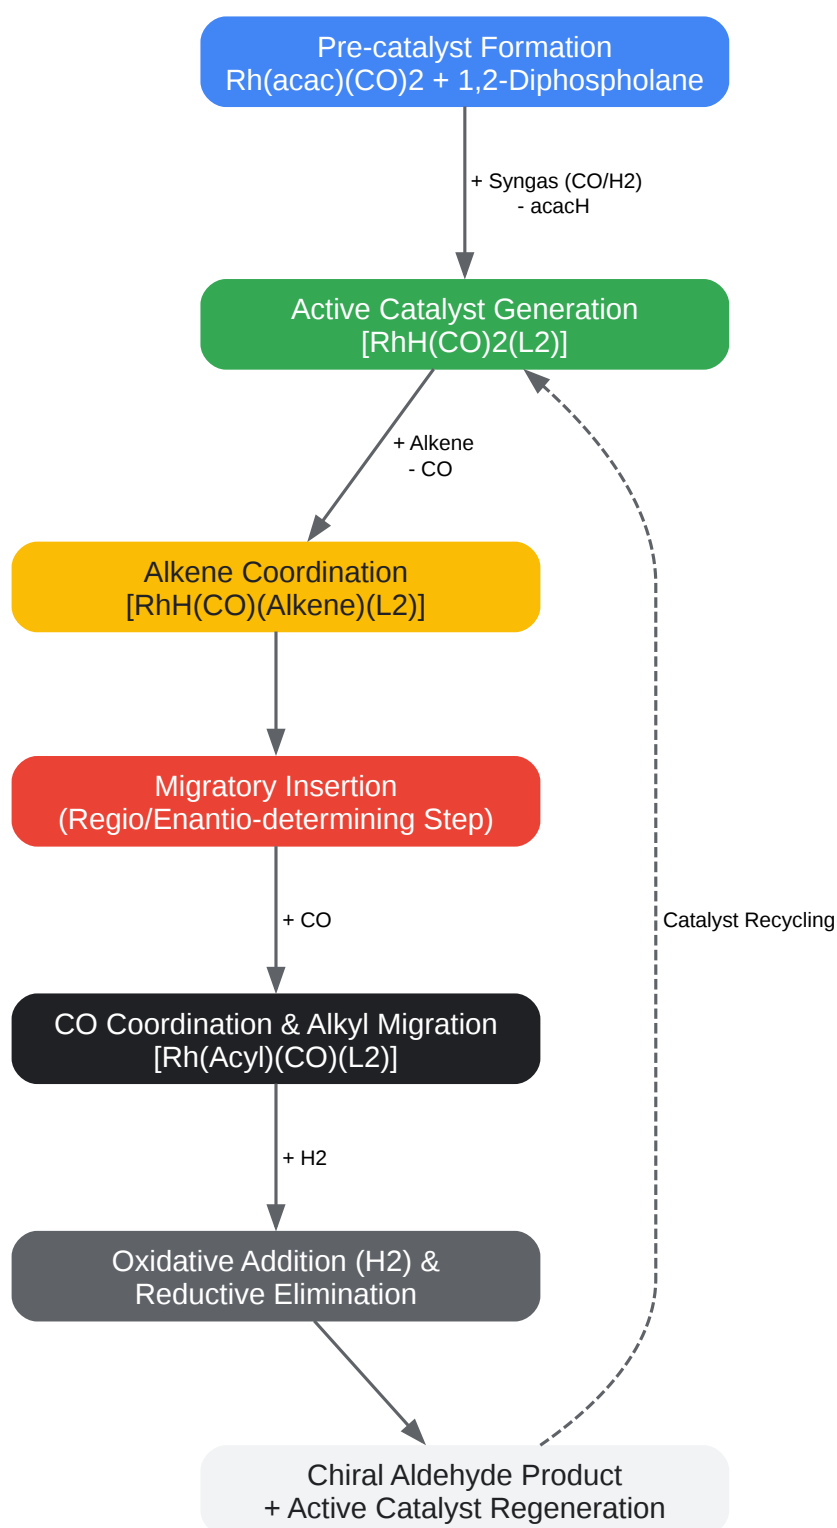 Pre-catalyst Formation
Rh(acac)(CO)2 + 1,2-Diphospholane
+ Syngas (CO/H2)
- acacH
Active Catalyst Generation
[RhH(CO)2(L2)]
+ Alkene
- CO
Alkene Coordination
[RhH(CO)(Alkene)(L2)]
Migratory Insertion
(Regio/Enantio-determining Step)
+ CO
Catalyst Recycling
CO Coordination & Alkyl Migration
[Rh(Acyl)(CO)(L2)]
+ H2
Oxidative Addition (H2) &
Reductive Elimination
Chiral Aldehyde Product
+ Active Catalyst Regeneration